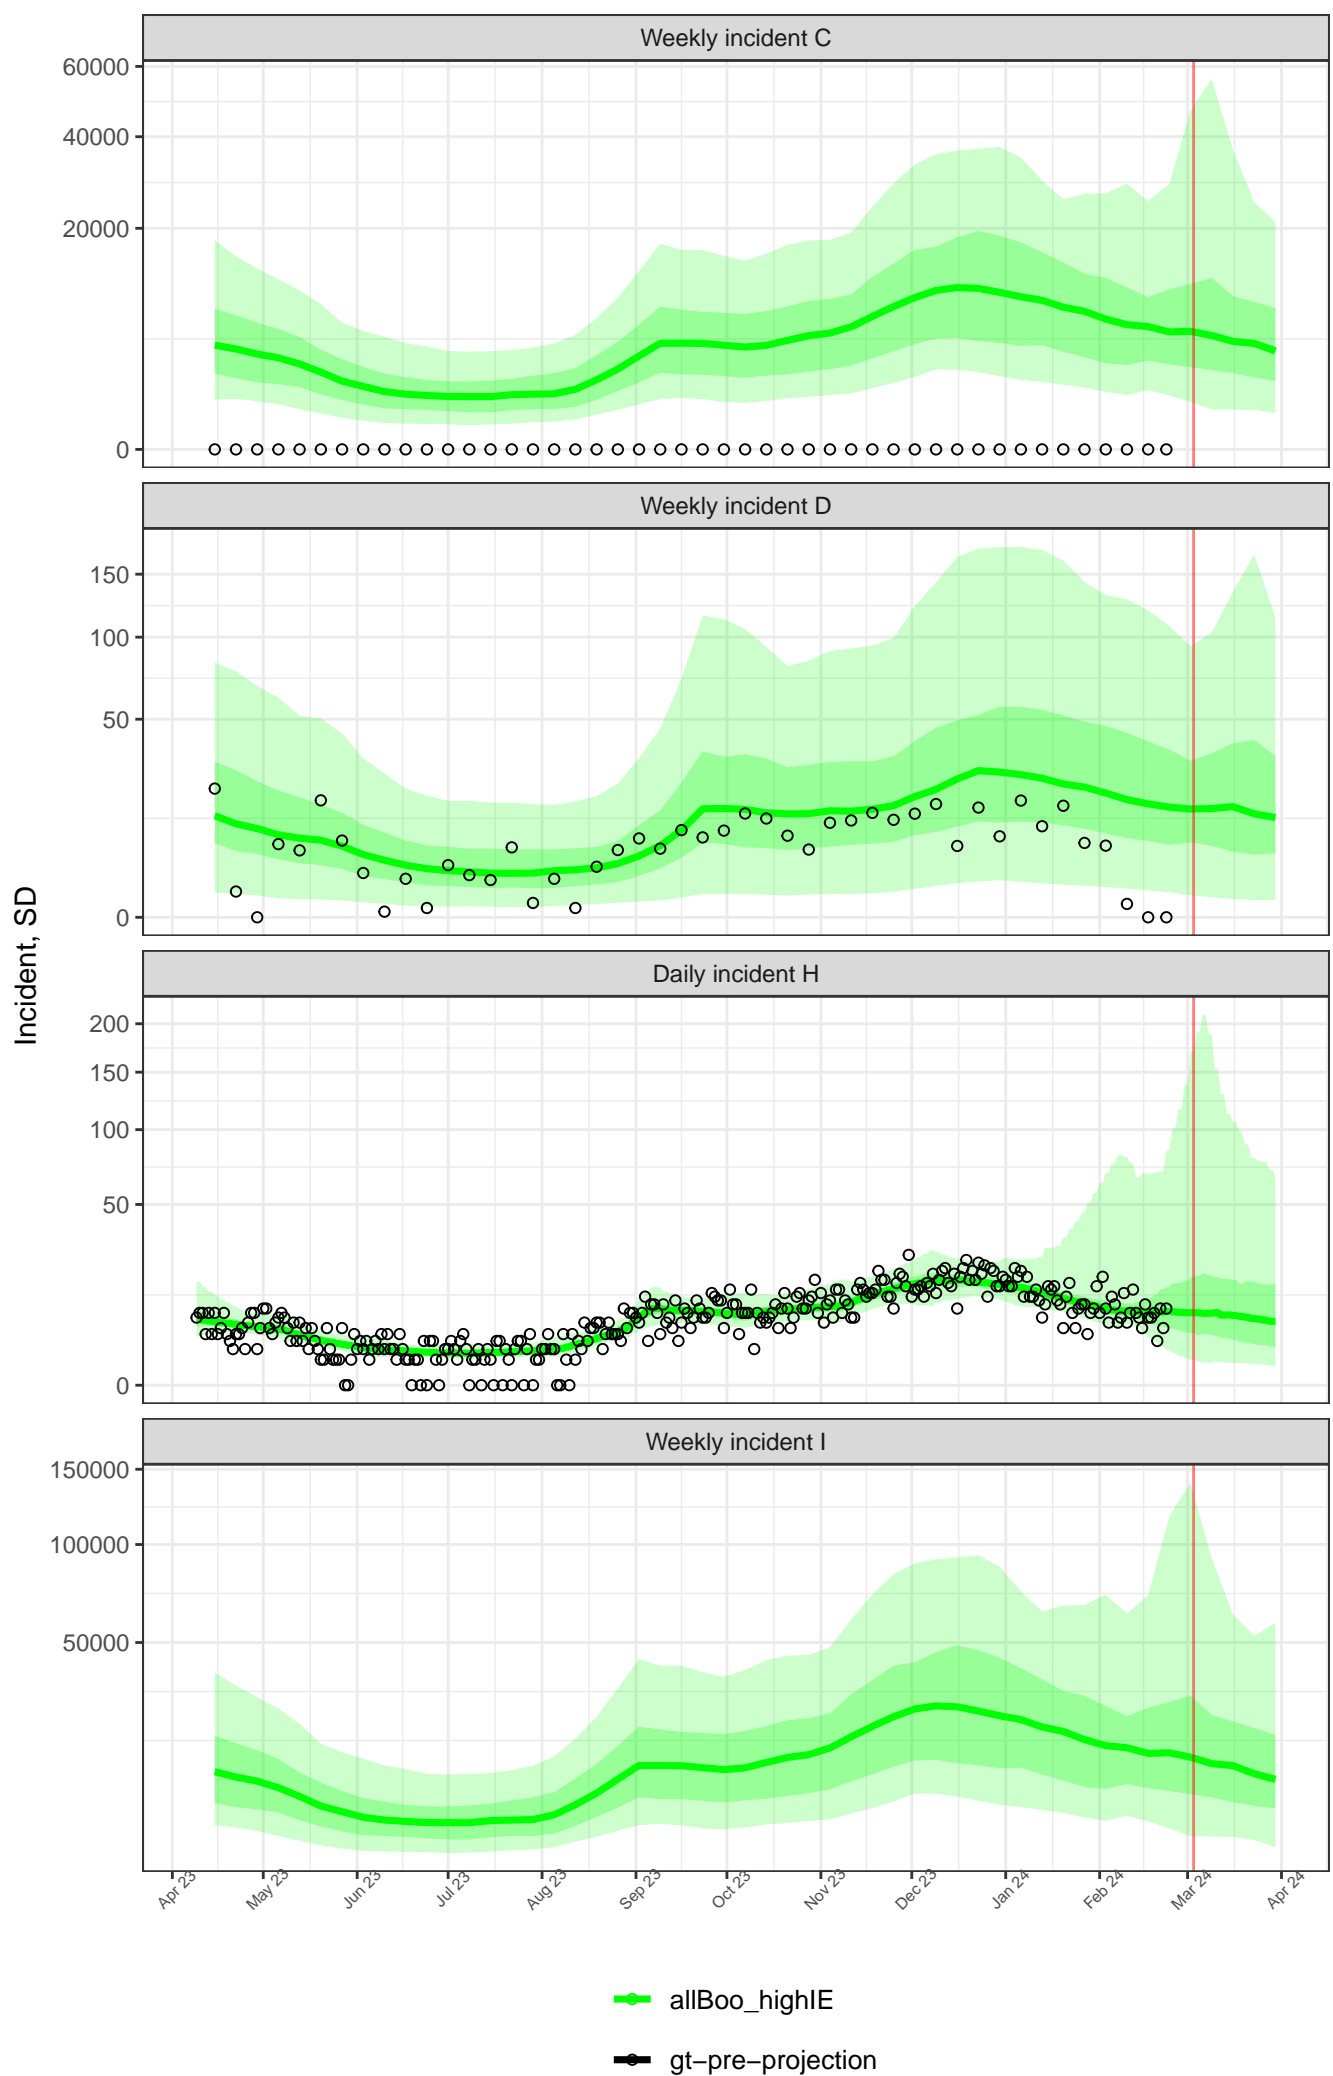 Weekly incident C
60000
40000
20000
0
Weekly incident D
150
100
50
0
Incident, SD
Daily incident H
200
150
100
50
0
Weekly incident I
150000
100000
50000
Apr 23 May 23 Jun 23 Jul 23 Aug 23 Sep 23 Oct 23 Nov 23 Dec 23 Jan 24 Feb 24 Mar 24 Apr 24
allBoo_highIE
gt−pre−projection